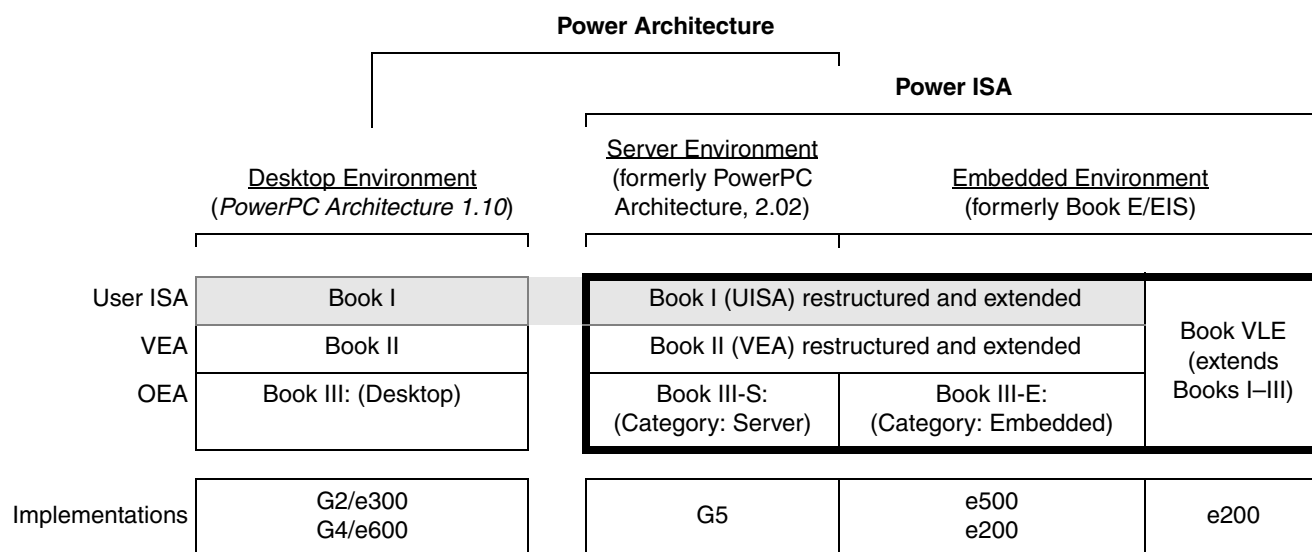 Power Architecture
Power ISA
Desktop Environment
(PowerPC Architecture 1.10)
Server Environment
(formerly PowerPC
Architecture, 2.02)
Embedded Environment
(formerly Book E/EIS)
User ISA
Book I
Book I (UISA) restructured and extended
VEA
Book II
Book II (VEA) restructured and extended
OEA
Book III: (Desktop)
Book III-S:
(Category: Server)
Book III-E:
(Category: Embedded)
Book VLE
(extends
Books I–III)
Implementations
G2/e300
G4/e600
G5
e500
e200
e200